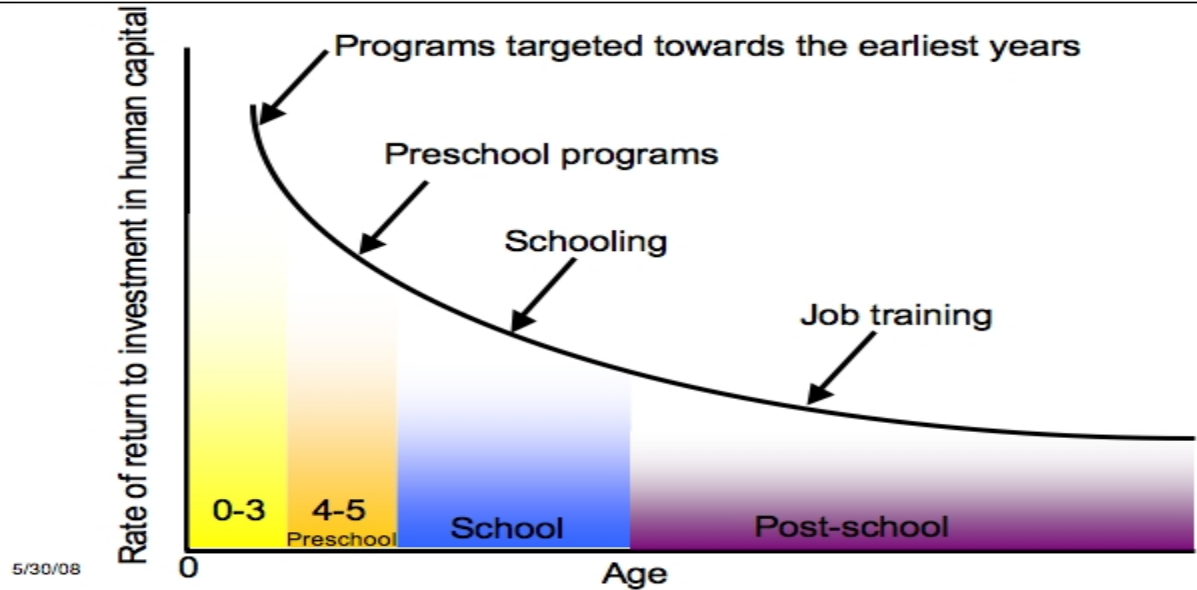 Programs targeted towards the earliest years
Preschool programs
Schooling
Job training
Rate of return to investment in human capital
0-3
4-5
Preschool
School
Post-school
0
Age
5/30/08